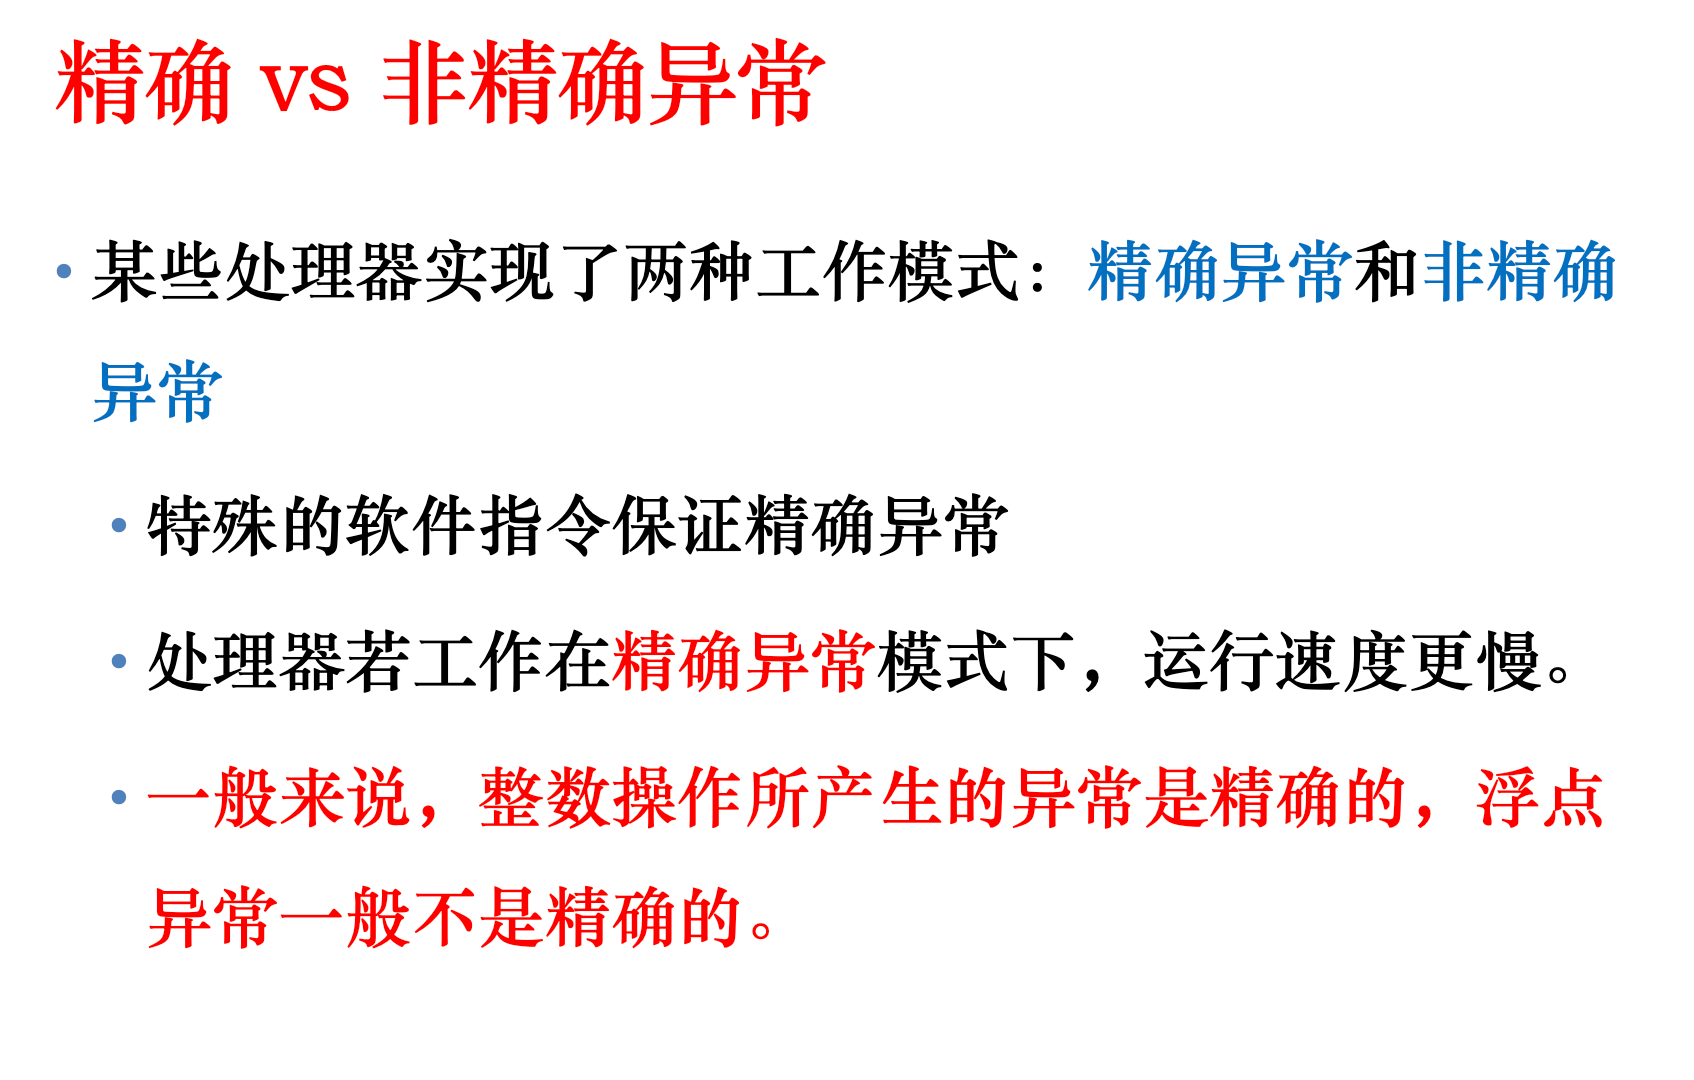 精确 vs 非精确异常
• 某些处理器实现了两种工作模式：精确异常和非精确
异常
• 特殊的软件指令保证精确异常
• 处理器若工作在精确异常模式下，运行速度更慢。
• 一般来说，整数操作所产生的异常是精确的，浮点
异常一般不是精确的。